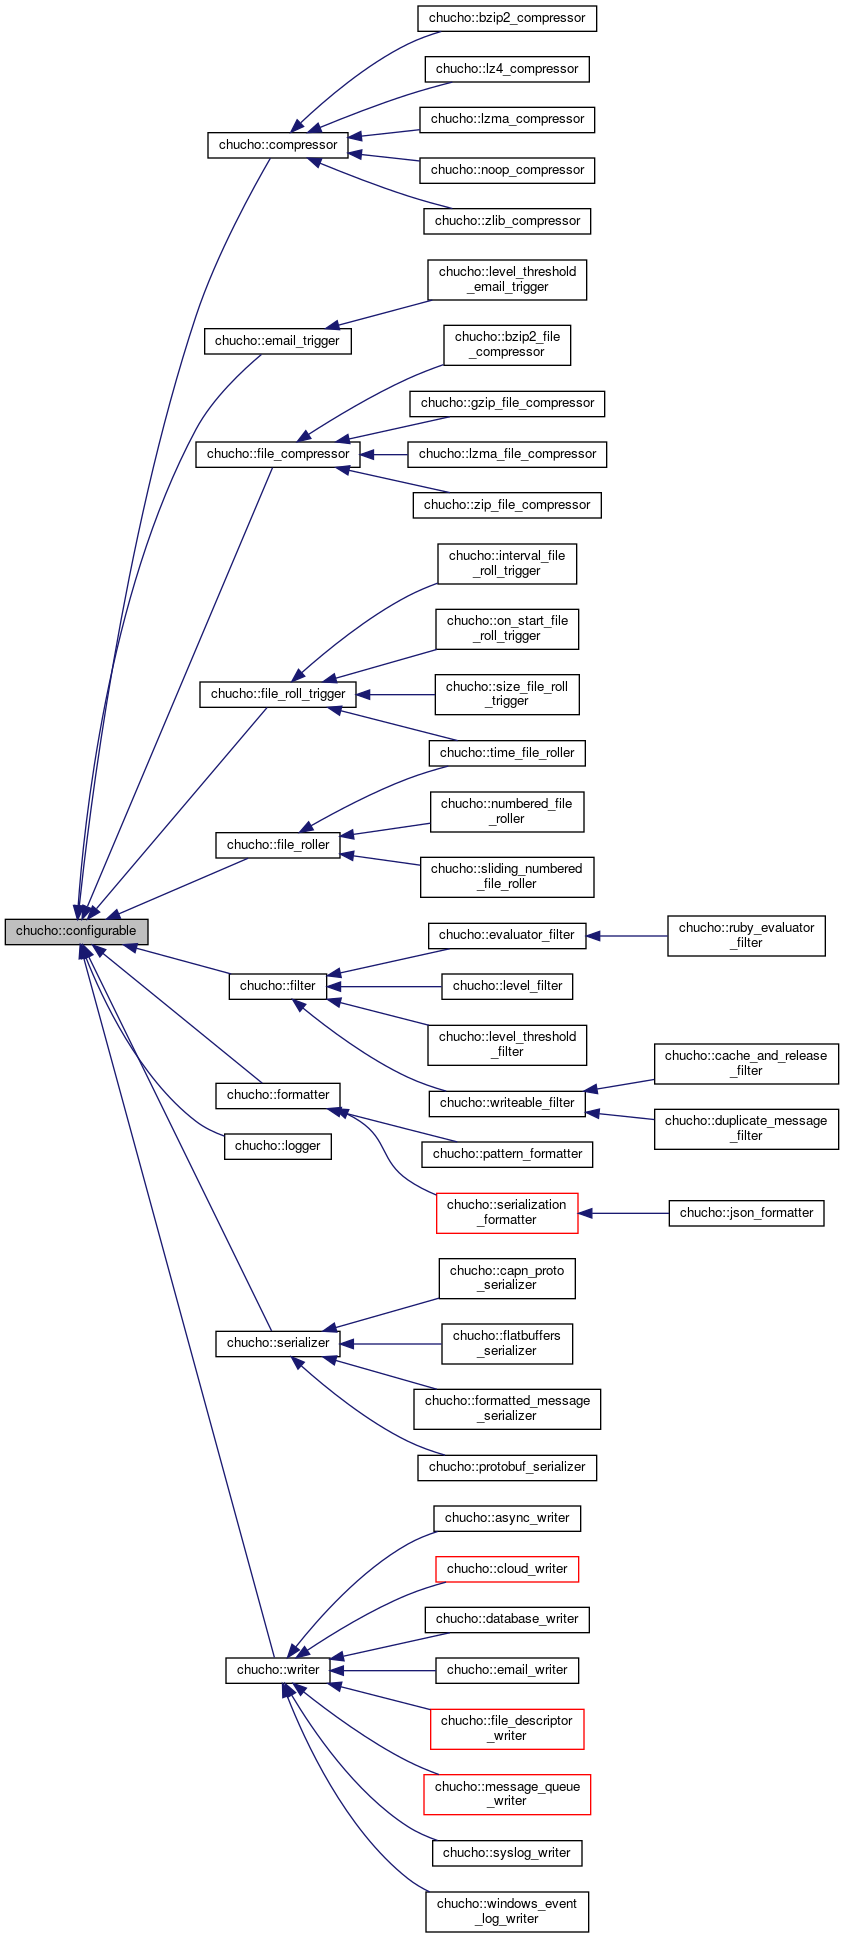 chucho::bzip2_compressor
chucho::lz4_compressor
chucho::lzma_compressor
chucho::compressor
chucho::noop_compressor
chucho::zlib_compressor
chucho::level_threshold
_email_trigger
chucho::email_trigger
chucho::bzip2_file
_compressor
chucho::gzip_file_compressor
chucho::file_compressor
chucho::lzma_file_compressor
chucho::zip_file_compressor
chucho::interval_file
_roll_trigger
chucho::on_start_file
_roll_trigger
chucho::file_roll_trigger
chucho::size_file_roll
_trigger
chucho::time_file_roller
chucho::numbered_file
_roller
chucho::file_roller
chucho::sliding_numbered
_file_roller
chucho::configurable
chucho::evaluator_filter
chucho::ruby_evaluator
_filter
chucho::filter
chucho::level_filter
chucho::level_threshold
_filter
chucho::cache_and_release
_filter
chucho::formatter
chucho::writeable_filter
chucho::duplicate_message
_filter
chucho::logger
chucho::pattern_formatter
chucho::serialization
_formatter
chucho::json_formatter
chucho::capn_proto
_serializer
chucho::serializer
chucho::flatbuffers
_serializer
chucho::formatted_message
_serializer
chucho::protobuf_serializer
chucho::async_writer
chucho::cloud_writer
chucho::database_writer
chucho::writer
chucho::email_writer
chucho::file_descriptor
_writer
chucho::message_queue
_writer
chucho::syslog_writer
chucho::windows_event
_log_writer